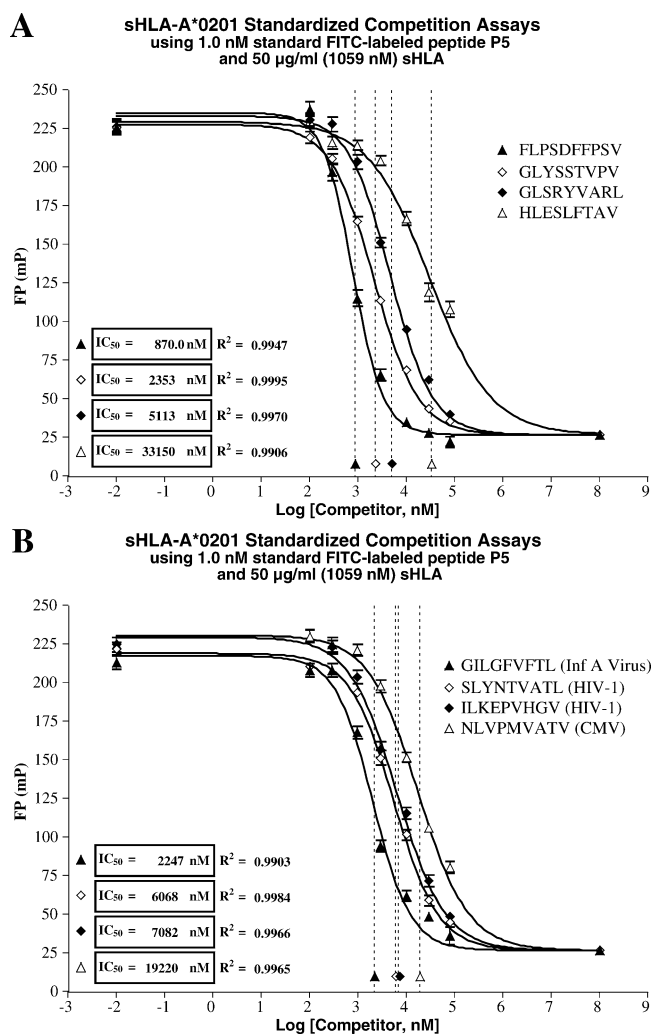 A
sHLA-A*0201 Standardized Competition Assays
using 1.0 nM standard FITC-labeled peptide P5
and 50 µg/ml (1059 nM) sHLA
250
225
200
175
150
125
100
75
50
25
0
FP (mP)
FLPSDFFPSV
GLYSSTVPV
GLSRYVARL
HLESLFTAV
IC50 = 870.0 nM R2 = 0.9947
IC50 = 2353 nM R2 = 0.9995
IC50 = 5113 nM R2 = 0.9970
IC50 = 33150 nM R2 = 0.9906
-3 -2 -1 0 1 2 3 4 5 6 7 8 9
Log [Competitor, nM]
B
sHLA-A*0201 Standardized Competition Assays
using 1.0 nM standard FITC-labeled peptide P5
and 50 µg/ml (1059 nM) sHLA
250
225
200
175
150
125
100
75
50
25
0
FP (mP)
GILGFVFTL (Inf A Virus)
SLYNTVATL (HIV-1)
ILKEPVHGV (HIV-1)
NLVPMVATV (CMV)
IC50 = 2247 nM R2 = 0.9903
IC50 = 6068 nM R2 = 0.9984
IC50 = 7082 nM R2 = 0.9966
IC50 = 19220 nM R2 = 0.9965
-3 -2 -1 0 1 2 3 4 5 6 7 8 9
Log [Competitor, nM]